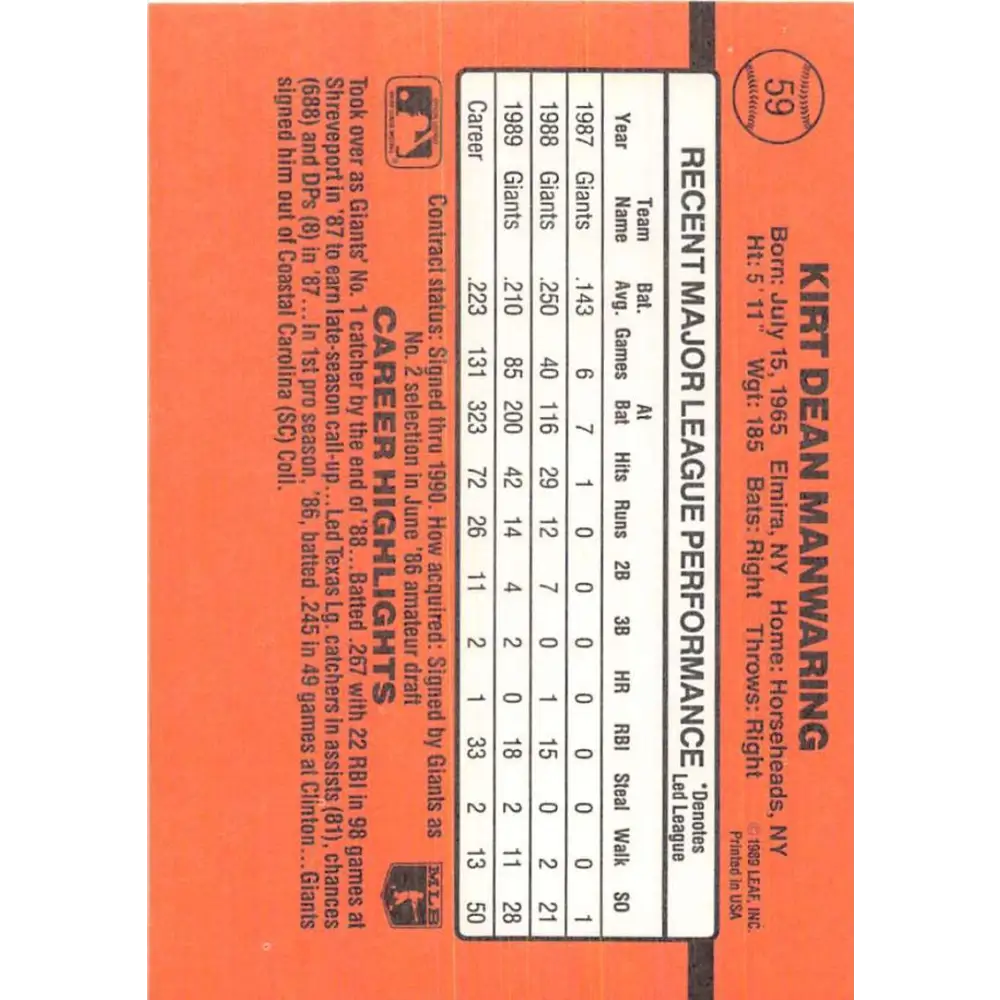 59
KIRT DEAN MANWARING
Born: July 15, 1965 Elmira, NY Home: Horseheads, NY
Ht: 5' 11" Wgt: 185 Bats: Right Throws: Right
© 1989 LEAF, INC.
Printed in USA
RECENT MAJOR LEAGUE PERFORMANCE
*Denotes
Led League
Year Team Name Bat. Avg. Games At Bat Hits Runs 2B 3B HR RBI Steal Walk SO
1987 Giants .143 6 7 1 0 0 0 0 0 0 0 1
1988 Giants .250 40 116 29 12 7 0 1 15 0 2 21
1989 Giants .210 85 200 42 14 4 2 0 18 2 11 28
Career .223 131 323 72 26 11 2 1 33 2 13 50
Contract status: Signed thru 1990. How acquired: Signed by Giants as
No. 2 selection in June '86 amateur draft
MLB
CAREER HIGHLIGHTS
Took over as Giants' No. 1 catcher by the end of '88...Batted .267 with 22 RBI in 98 games at
Shreveport in '87 to earn late-season call-up...Led Texas Lg. catchers in assists (81), chances
(688) and DPs (8) in '87...In 1st pro season, '86, batted .245 in 49 games at Clinton...Giants
signed him out of Coastal Carolina (SC) Coll.